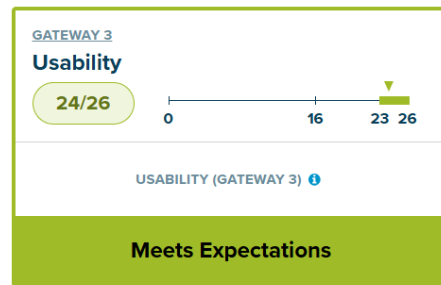 GATEWAY 3
Usability
24/26
0 16 23 26
USABILITY (GATEWAY 3)
Meets Expectations